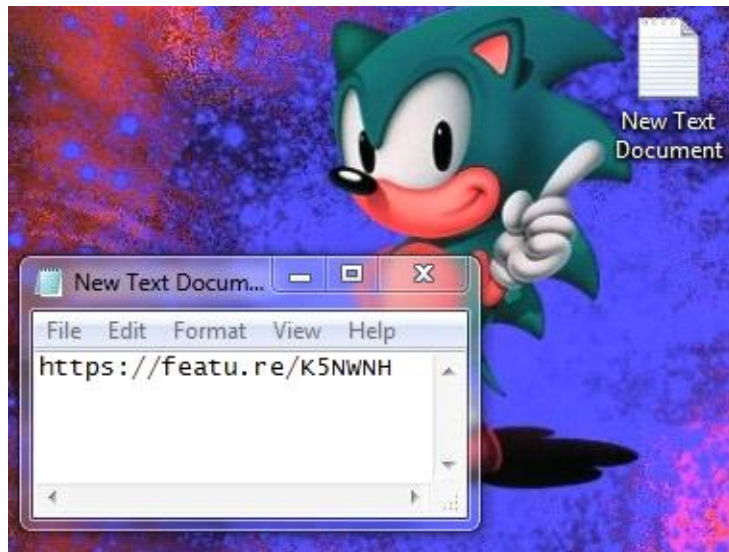 New Text
Document
New Text Docum...
File Edit Format View Help
https://featu.re/K5NWNH